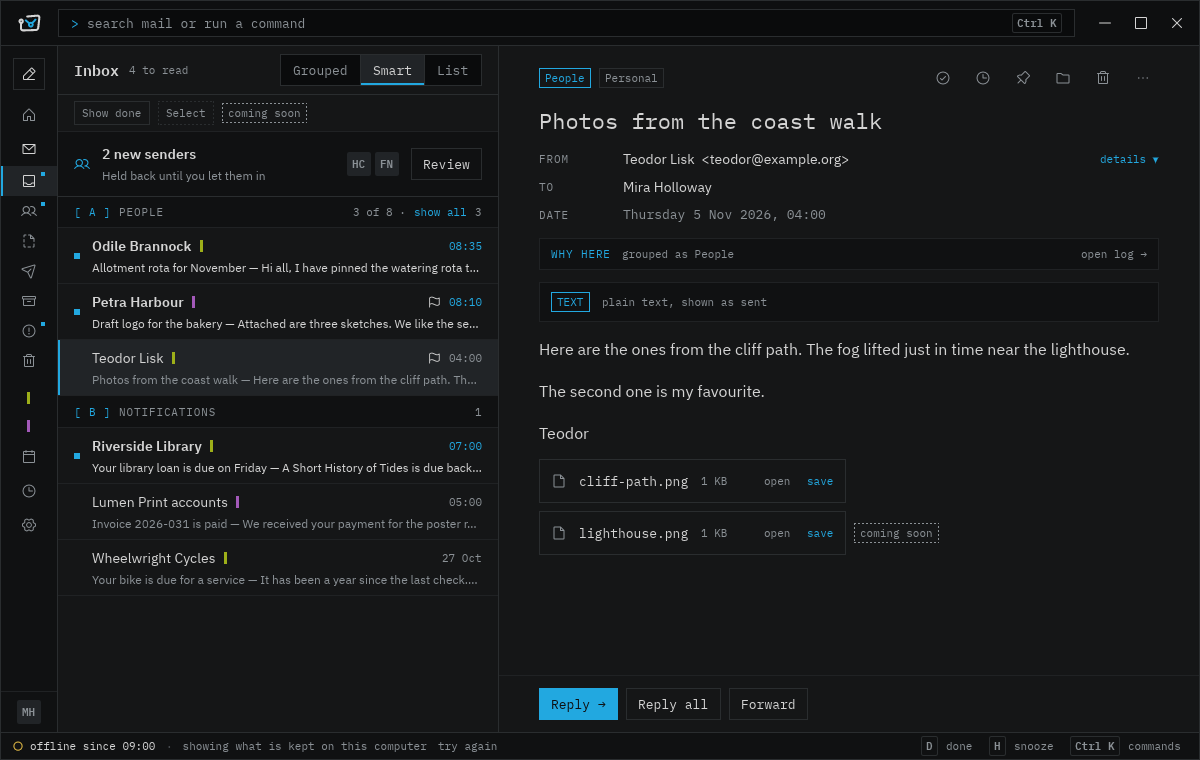 > search mail or run a command Ctrl K
Inbox 4 to read Grouped Smart List
Show done Select coming soon
2 new senders
Held back until you let them in
HC FN Review
[ A ] PEOPLE 3 of 8 · show all 3
Odile Brannock 08:35
Allotment rota for November — Hi all, I have pinned the watering rota t...
Petra Harbour 08:10
Draft logo for the bakery — Attached are three sketches. We like the se...
Teodor Lisk 04:00
Photos from the coast walk — Here are the ones from the cliff path. Th...
[ B ] NOTIFICATIONS 1
Riverside Library 07:00
Your library loan is due on Friday — A Short History of Tides is due back...
Lumen Print accounts 05:00
Invoice 2026-031 is paid — We received your payment for the poster r...
Wheelwright Cycles 27 Oct
Your bike is due for a service — It has been a year since the last check....
MH
People Personal
Photos from the coast walk
FROM Teodor Lisk <teodor@example.org> details ▾
TO Mira Holloway
DATE Thursday 5 Nov 2026, 04:00
WHY HERE grouped as People open log →
TEXT plain text, shown as sent
Here are the ones from the cliff path. The fog lifted just in time near the lighthouse.
The second one is my favourite.
Teodor
cliff-path.png 1 KB open save
lighthouse.png 1 KB open save coming soon
Reply → Reply all Forward
offline since 09:00 · showing what is kept on this computer try again D done H snooze Ctrl K commands